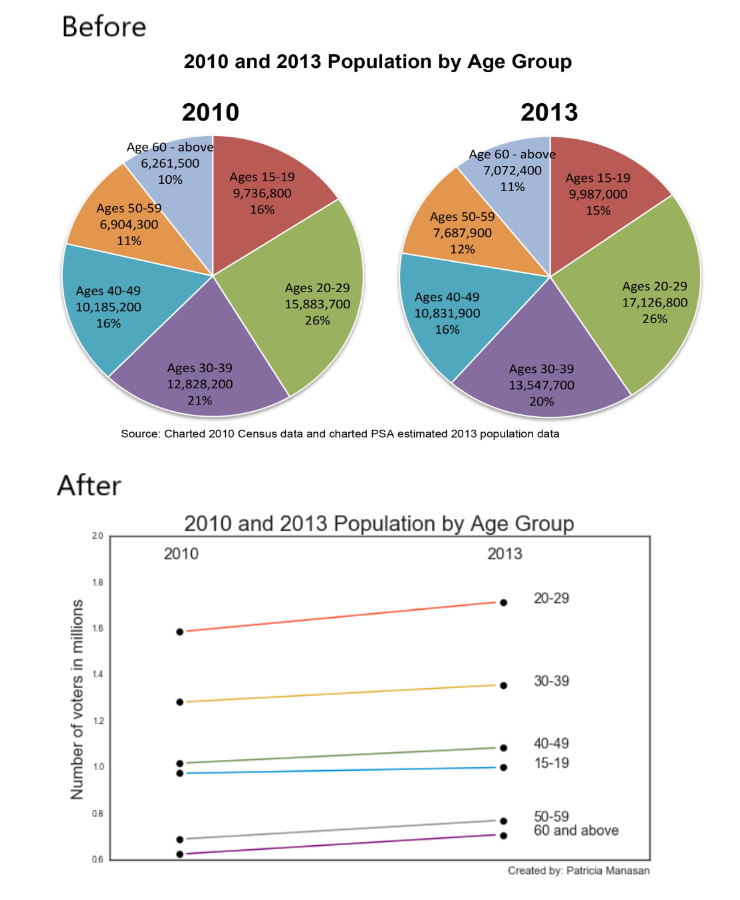 Before
2010 and 2013 Population by Age Group
2010
2013
Age 60 - above
6,261,500
10%
Ages 15-19
9,736,800
16%
Ages 50-59
6,904,300
11%
Ages 20-29
15,883,700
26%
Ages 40-49
10,185,200
16%
Ages 30-39
12,828,200
21%
Age 60 - above
7,072,400
11%
Ages 15-19
9,987,000
15%
Ages 50-59
7,687,900
12%
Ages 20-29
17,126,800
26%
Ages 40-49
10,831,900
16%
Ages 30-39
13,547,700
20%
Source: Charted 2010 Census data and charted PSA estimated 2013 population data
After
2010 and 2013 Population by Age Group
2010
2013
Number of voters in millions
2.0
1.8
1.6
1.4
1.2
1.0
0.8
0.6
20-29
30-39
40-49
15-19
50-59
60 and above
Created by: Patricia Manasan